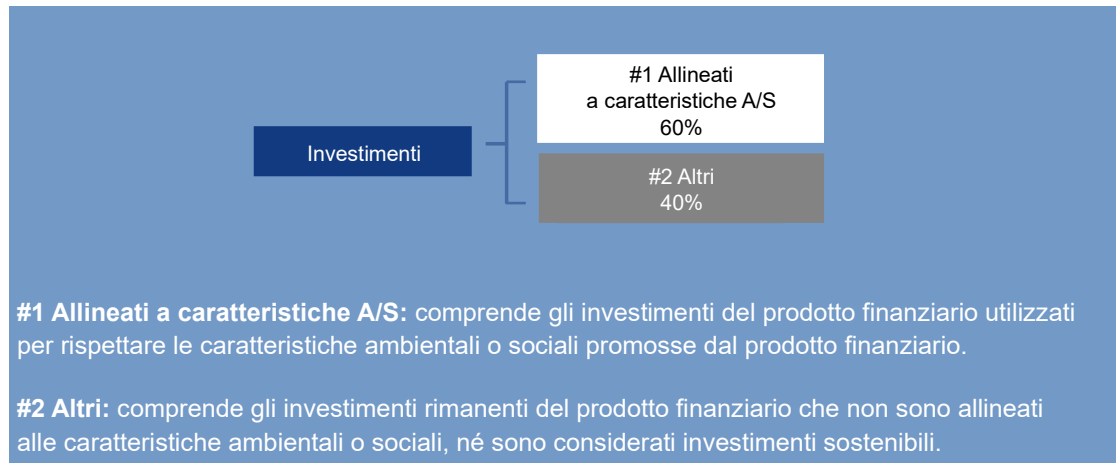 #1 Allineati
a caratteristiche A/S
60%
Investimenti
#2 Altri
40%
#1 Allineati a caratteristiche A/S: comprende gli investimenti del prodotto finanziario utilizzati
per rispettare le caratteristiche ambientali o sociali promosse dal prodotto finanziario.
#2 Altri: comprende gli investimenti rimanenti del prodotto finanziario che non sono allineati
alle caratteristiche ambientali o sociali, né sono considerati investimenti sostenibili.